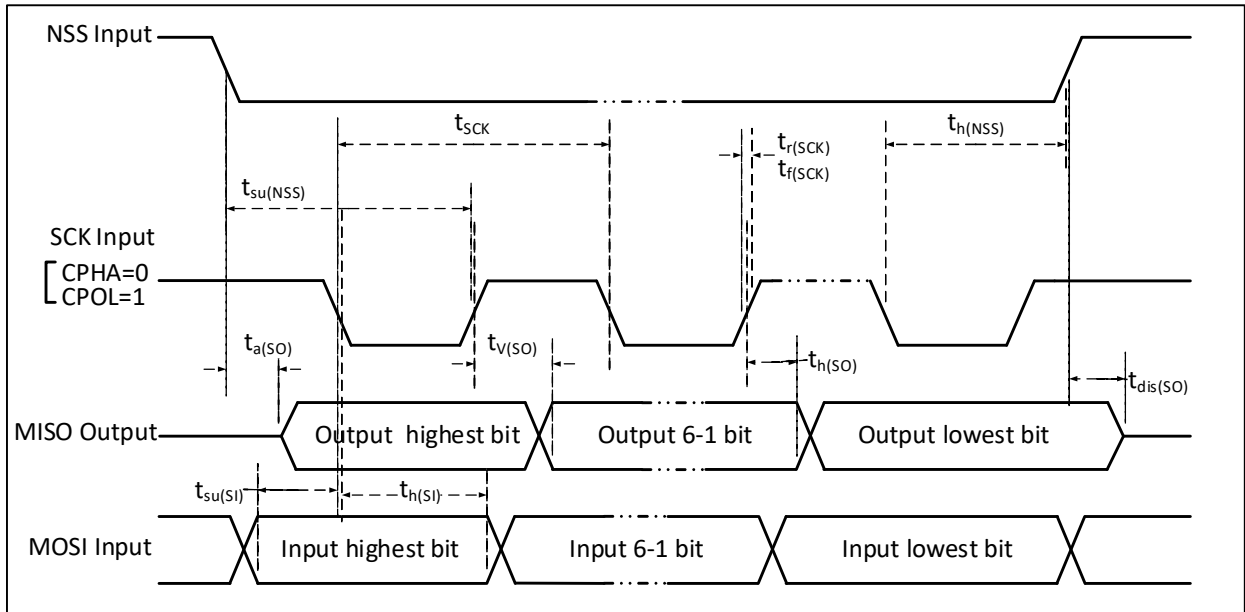 NSS Input
tSCK
th(NSS)
tr(SCK)
tf(SCK)
tsu(NSS)
SCK Input
CPHA=0
CPOL=1
ta(SO)
tV(SO)
th(SO)
tdis(SO)
MISO Output
Output highest bit
Output 6-1 bit
Output lowest bit
tsu(SI)
th(SI)
MOSI Input
Input highest bit
Input 6-1 bit
Input lowest bit